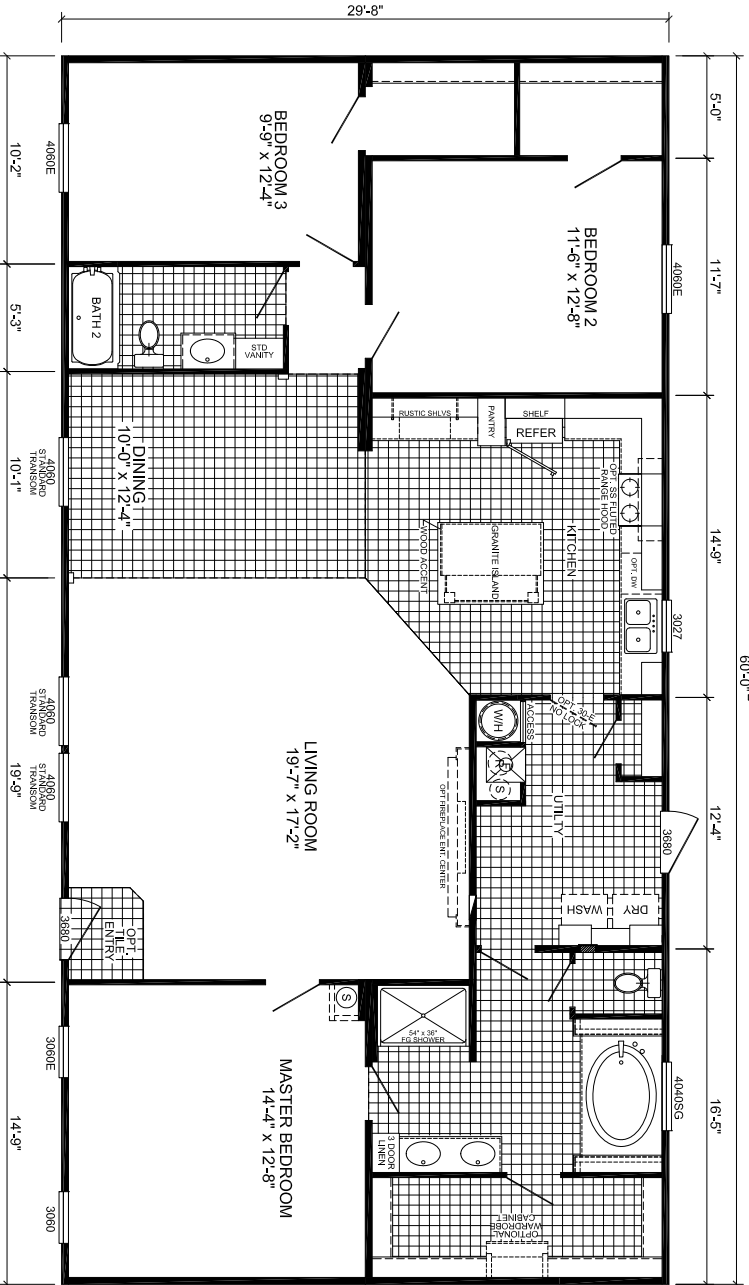 29'-8"
60'-0"
5'-0"
11'-7"
14'-9"
12'-4"
16'-5"
10'-2"
5'-3"
10'-1"
19'-9"
14'-9"
4060E
BEDROOM 3
9'-9" x 12'-4"
BEDROOM 2
11'-6" x 12'-8"
4060E
BATH 2
STD
VANITY
DINING
10'-0" x 12'-4"
4060
STANDARD
TRANSOM
RUSTIC SHLVS
PANTRY
SHELF
REFER
OPT. SS FLUTED
RANGE HOOD
KITCHEN
GRANITE ISLAND
WOOD ACCENT
OPT. DW
3027
LIVING ROOM
19'-7" x 17'-2"
4060
STANDARD
TRANSOM
4060
STANDARD
TRANSOM
OPT FIREPLACE ENT. CENTER
OPT.
TILE
ENTRY
3680
OPT. 30-E
NO LOCK
ACCESS
W/H
F
S
UTILTY
3680
WASH
DRY
S
54" x 36"
FG SHOWER
4040SG
3 DOOR
LINEN
OPTIONAL
WARDROBE
CABINET
MASTER BEDROOM
14'-4" x 12'-8"
3060E
3060